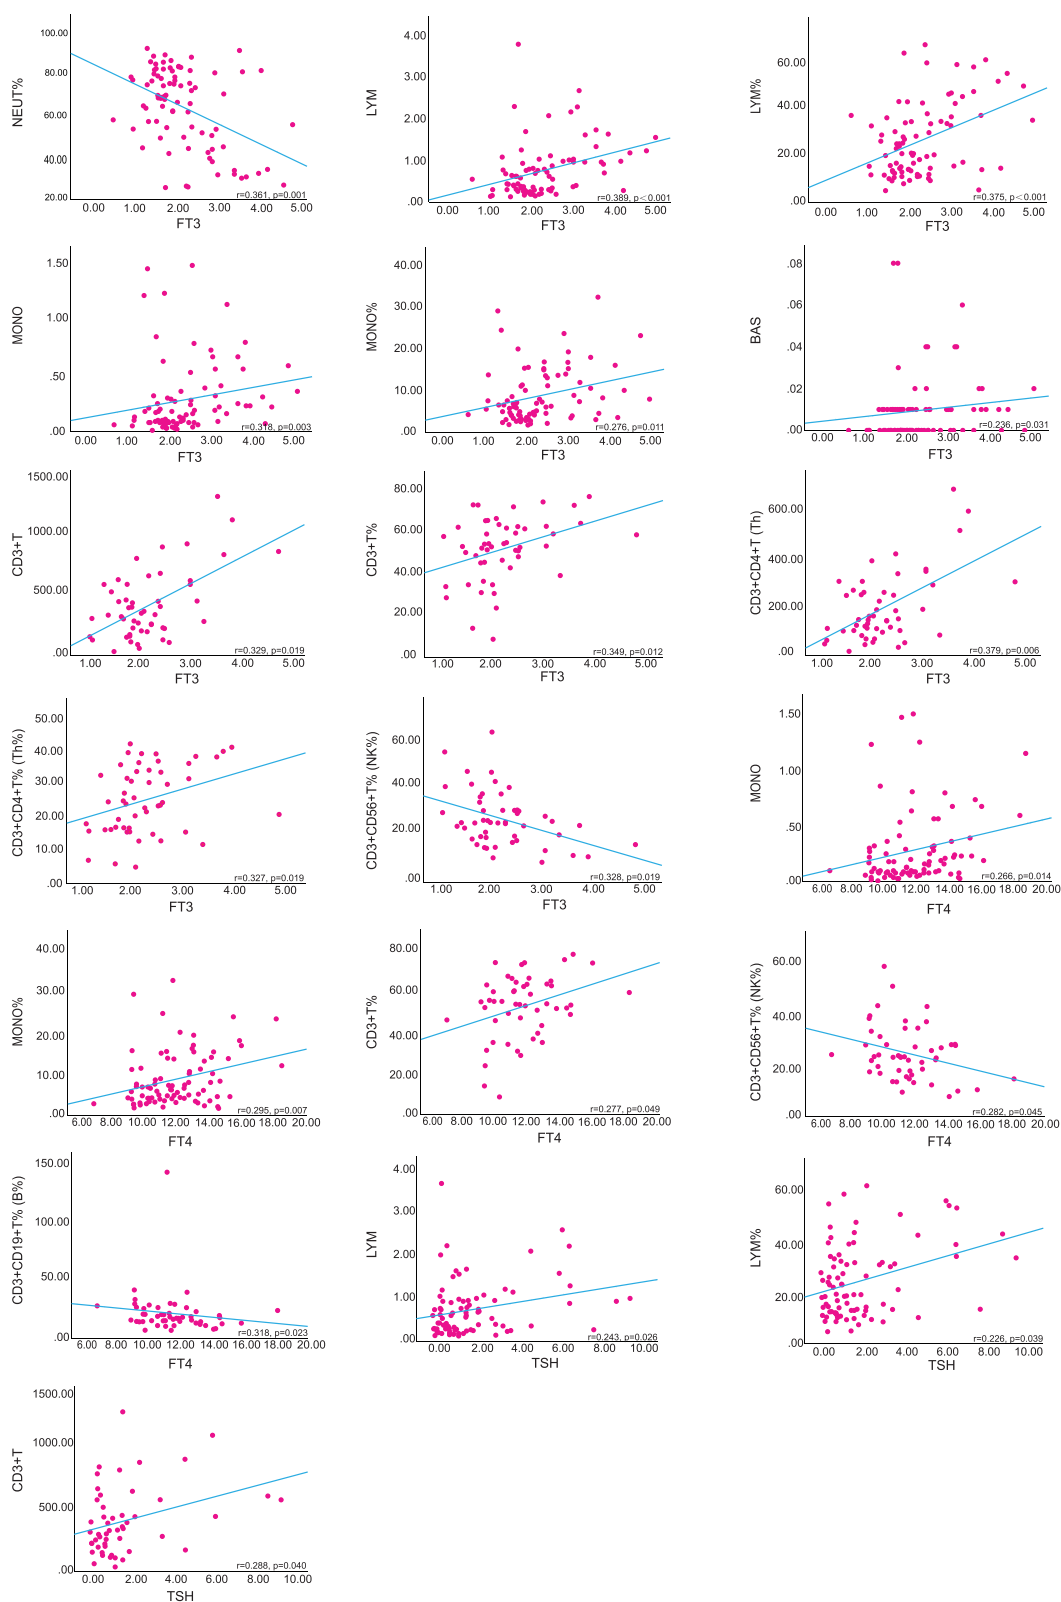 NEUT%
100.00
80.00
60.00
40.00
20.00
r=0.361, p=0.001
0.00 1.00 2.00 3.00 4.00 5.00
FT3
LYM
4.00
4.00
3.00
2.00
1.00
.00
r=0.389, p<0.001
.00 1.00 2.00 3.00 4.00 5.00
FT3
LYM%
60.00
40.00
20.00
.00
r=0.375, p<0.001
0.00 1.00 2.00 3.00 4.00 5.00
FT3
MONO
1.50
1.00
.50
.00
r=0.318, p=0.003
0.00 1.00 2.00 3.00 4.00 5.00
FT3
MONO%
40.00
30.00
20.00
10.00
.00
r=0.276, p=0.011
0.00 1.00 2.00 3.00 4.00 5.00
FT3
BAS
.08
.06
.04
.02
.00
r=0.236, p=0.031
0.00 1.00 2.00 3.00 4.00 5.00
FT3
CD3+T
1500.00
1000.00
500.00
.00
r=0.329, p=0.019
1.00 2.00 3.00 4.00 5.00
FT3
CD3+T%
80.00
60.00
40.00
20.00
.00
r=0.349, p=0.012
1.00 2.00 3.00 4.00 5.00
FT3
CD3+CD4+T (Th)
600.00
400.00
200.00
.00
r=0.379, p=0.006
1.00 2.00 3.00 4.00 5.00
FT3
CD3+CD4+T% (Th%)
50.00
40.00
30.00
20.00
10.00
.00
r=0.327, p=0.019
1.00 2.00 3.00 4.00 5.00
FT3
CD3+CD56+T% (NK%)
60.00
40.00
20.00
.00
r=0.328, p=0.019
1.00 2.00 3.00 4.00 5.00
FT3
MONO
1.50
1.00
.50
.00
r=0.266, p=0.014
6.00 8.00 10.00 12.00 14.00 16.00 18.00 20.00
FT4
MONO%
40.00
30.00
20.00
10.00
.00
r=0.295, p=0.007
6.00 8.00 10.00 12.00 14.00 16.00 18.00 20.00
FT4
CD3+T%
80.00
60.00
40.00
20.00
.00
r=0.277, p=0.049
6.00 8.00 10.00 12.00 14.00 16.00 18.00 20.00
FT4
CD3+CD56+T% (NK%)
60.00
40.00
20.00
.00
r=0.282, p=0.045
6.00 8.00 10.00 12.00 14.00 16.00 18.00 20.00
FT4
CD3+CD19+T% (B%)
150.00
100.00
50.00
.00
r=0.318, p=0.023
6.00 8.00 10.00 12.00 14.00 16.00 18.00 20.00
FT4
LYM
4.00
3.00
2.00
1.00
.00
r=0.243, p=0.026
.00 2.00 4.00 6.00 8.00 10.00
TSH
LYM%
60.00
40.00
20.00
.00
r=0.226, p=0.039
0.00 2.00 4.00 6.00 8.00 10.00
TSH
CD3+T
1500.00
1000.00
500.00
.00
r=0.288, p=0.040
0.00 2.00 4.00 6.00 8.00 10.00
TSH